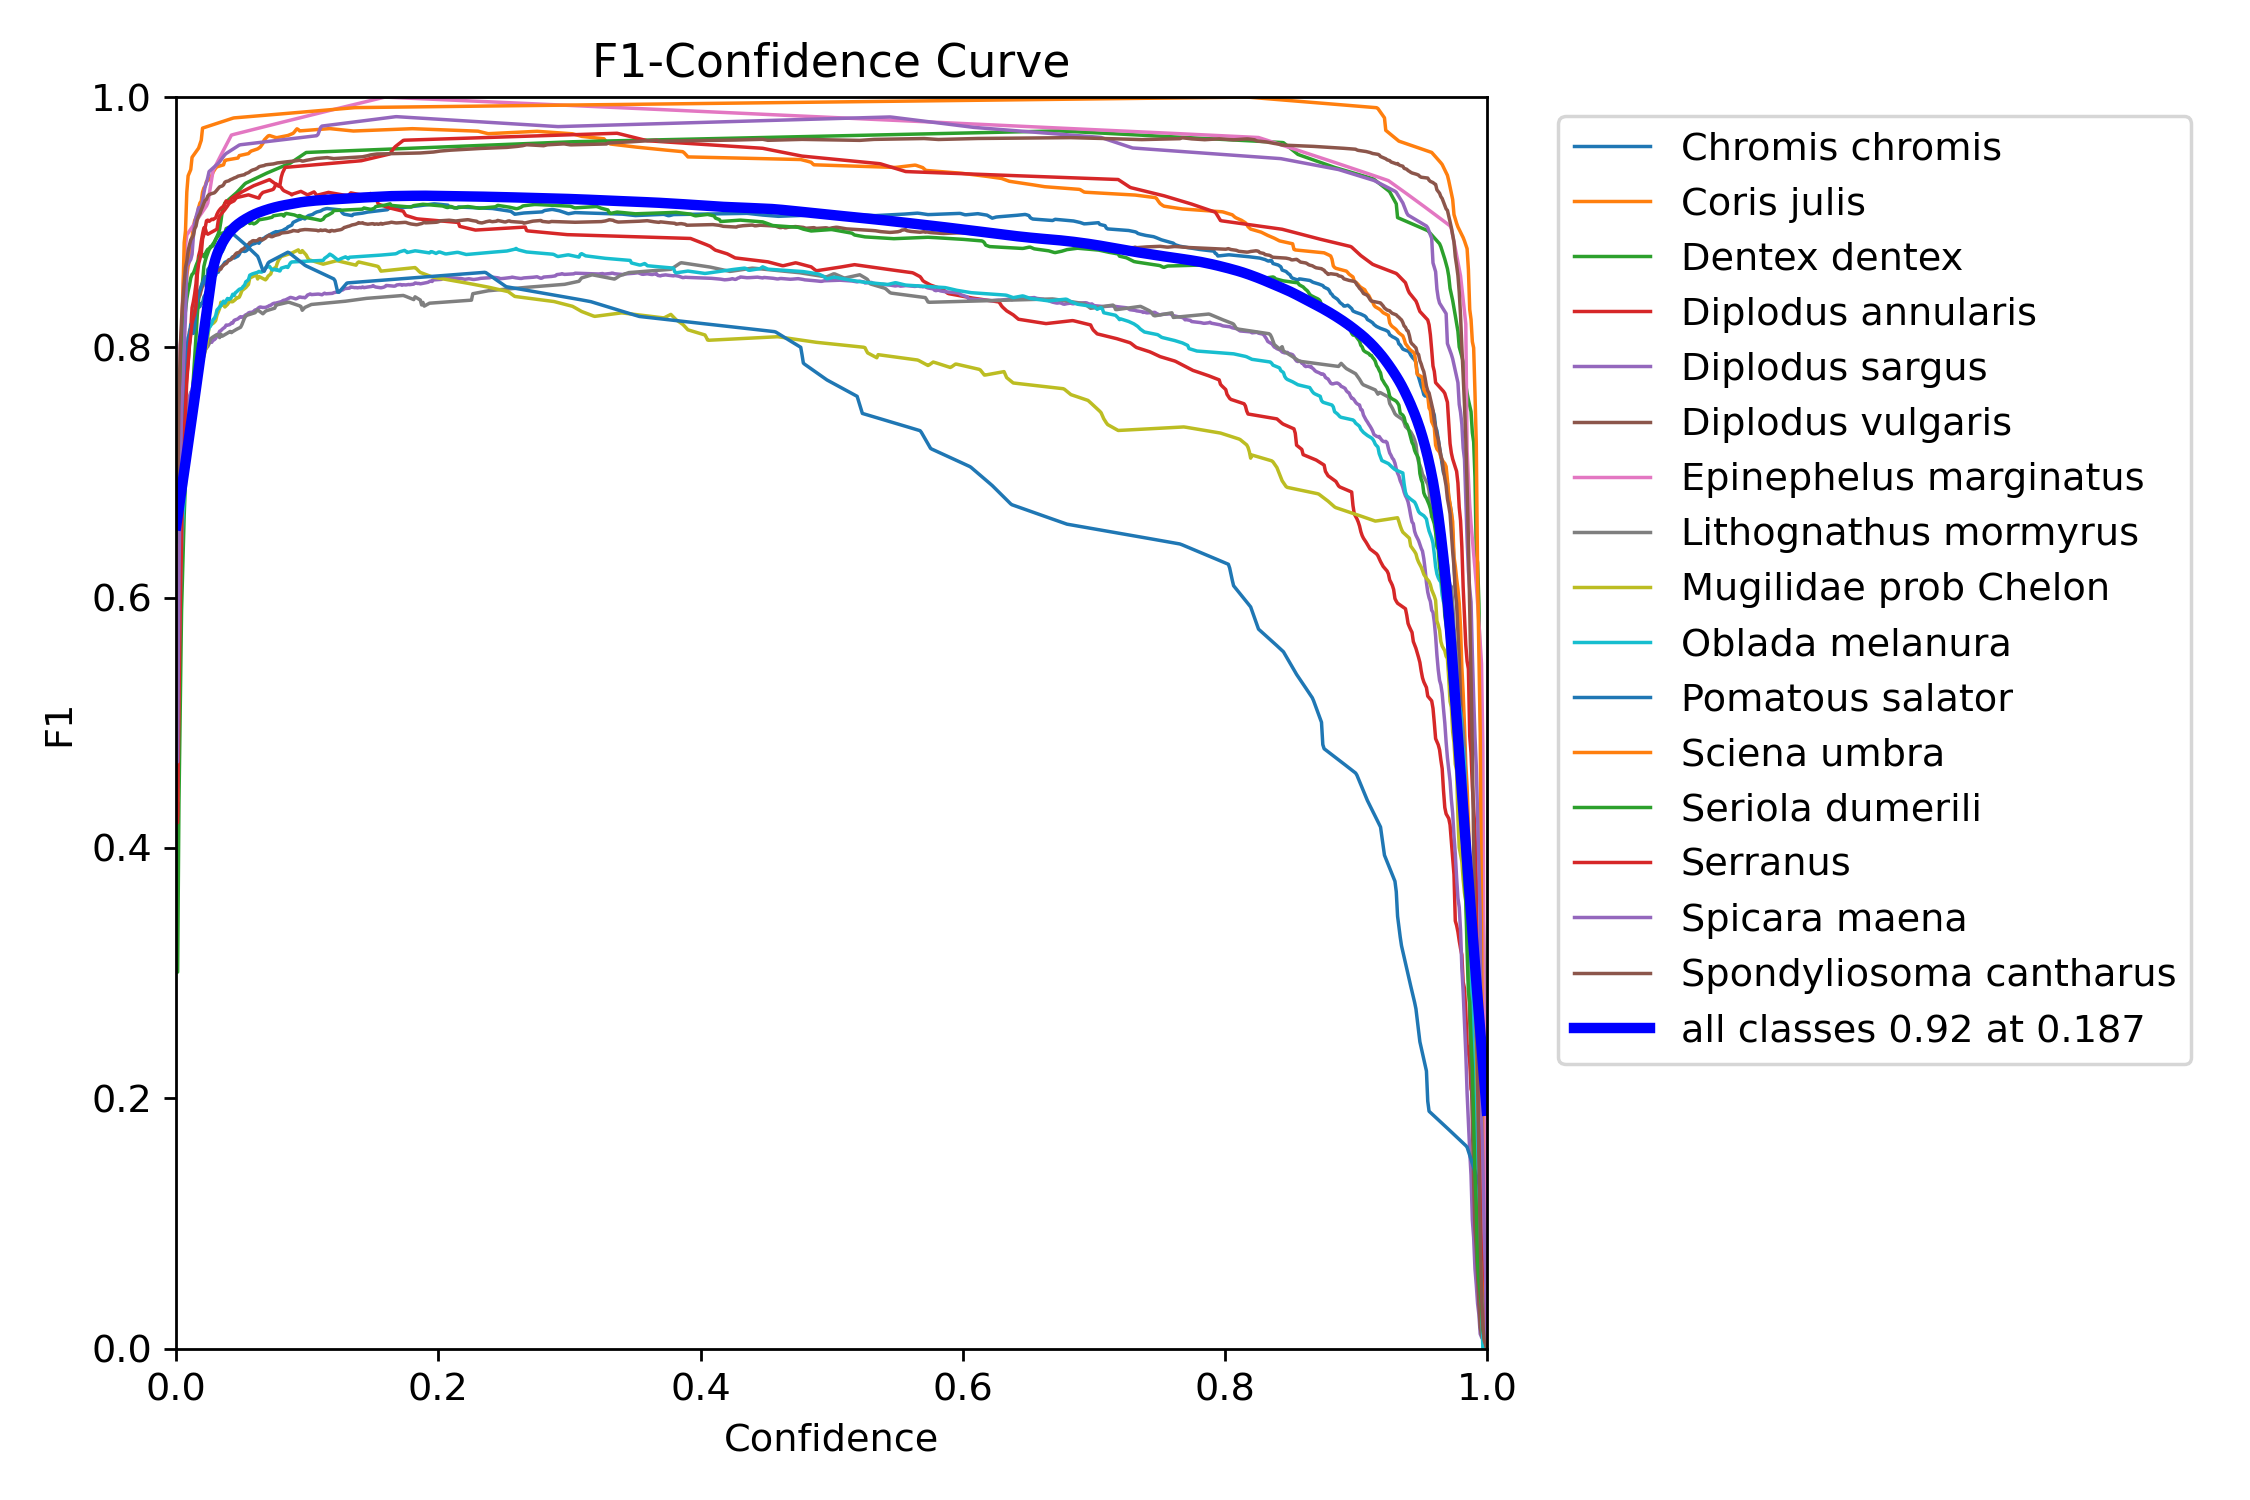 F1-Confidence Curve
1.0
0.8
0.6
0.4
0.2
0.0
F1
0.0 0.2 0.4 0.6 0.8 1.0
Confidence
Chromis chromis
Coris julis
Dentex dentex
Diplodus annularis
Diplodus sargus
Diplodus vulgaris
Epinephelus marginatus
Lithognathus mormyrus
Mugilidae prob Chelon
Oblada melanura
Pomatous salator
Sciena umbra
Seriola dumerili
Serranus
Spicara maena
Spondyliosoma cantharus
all classes 0.92 at 0.187